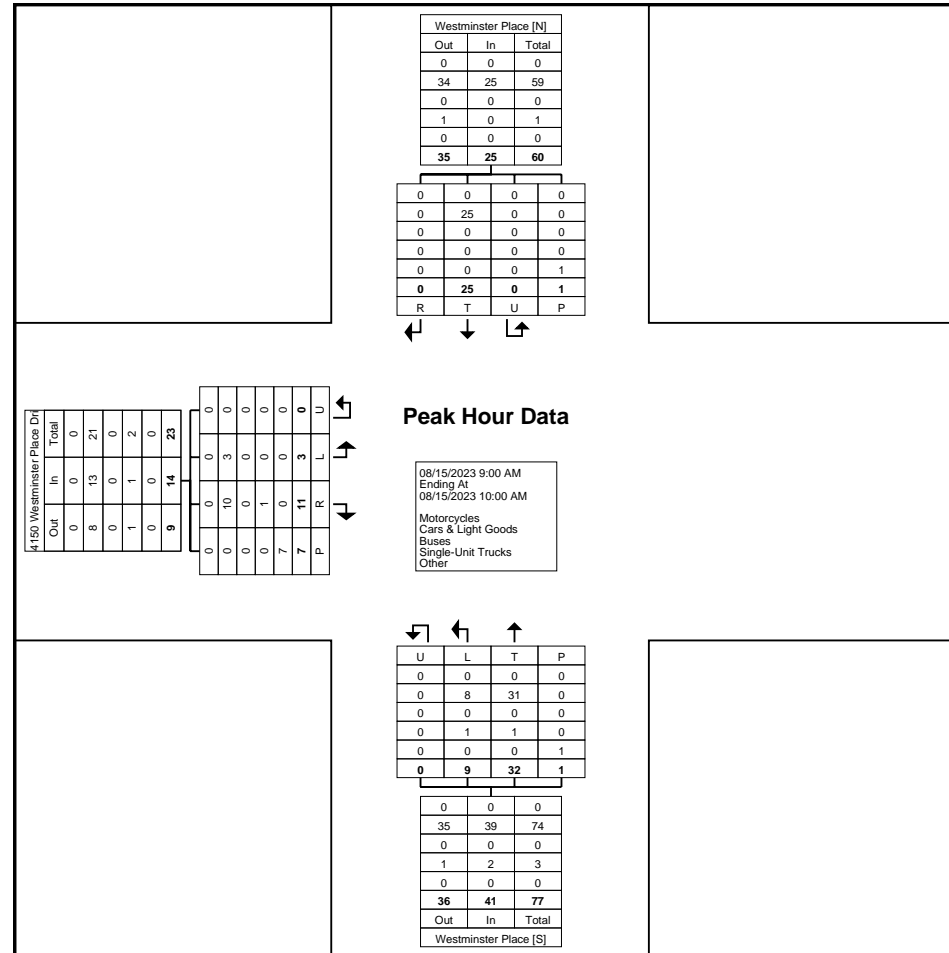 Westminster Place [N]
Out In Total
0 0 0
34 25 59
0 0 0
1 0 1
0 0 0
35 25 60
0 0 0 0
0 25 0 0
0 0 0 0
0 0 0 0
0 0 0 1
0 25 0 1
R T U P
4150 Westminster Place Dri
Out In Total
0 0 0
8 13 21
0 0 0
1 1 2
0 0 0
9 14 23
0 0 0 0
0 10 3 0
0 0 0 0
0 1 0 0
7 0 0 0
7 11 3 0
P R L U
Peak Hour Data
08/15/2023 9:00 AM
Ending At
08/15/2023 10:00 AM
Motorcycles
Cars & Light Goods
Buses
Single-Unit Trucks
Other
U L T P
0 0 0 0
0 8 31 0
0 0 0 0
0 1 1 0
0 0 0 1
0 9 32 1
0 0 0
35 39 74
0 0 0
1 2 3
0 0 0
36 41 77
Out In Total
Westminster Place [S]